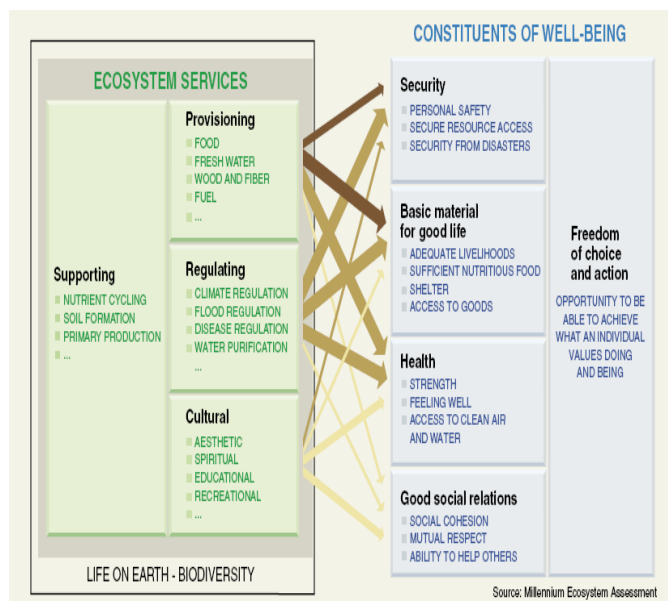 CONSTITUENTS OF WELL-BEING
ECOSYSTEM SERVICES
Supporting
NUTRIENT CYCLING
SOIL FORMATION
PRIMARY PRODUCTION
...
Provisioning
FOOD
FRESH WATER
WOOD AND FIBER
FUEL
...
Regulating
CLIMATE REGULATION
FLOOD REGULATION
DISEASE REGULATION
WATER PURIFICATION
...
Cultural
AESTHETIC
SPIRITUAL
EDUCATIONAL
RECREATIONAL
...
LIFE ON EARTH - BIODIVERSITY
Security
PERSONAL SAFETY
SECURE RESOURCE ACCESS
SECURITY FROM DISASTERS
Basic material
for good life
ADEQUATE LIVELIHOODS
SUFFICIENT NUTRITIOUS FOOD
SHELTER
ACCESS TO GOODS
Health
STRENGTH
FEELING WELL
ACCESS TO CLEAN AIR
AND WATER
Good social relations
SOCIAL COHESION
MUTUAL RESPECT
ABILITY TO HELP OTHERS
Freedom
of choice
and action
OPPORTUNITY TO BE
ABLE TO ACHIEVE
WHAT AN INDIVIDUAL
VALUES DOING
AND BEING
Source: Millennium Ecosystem Assessment